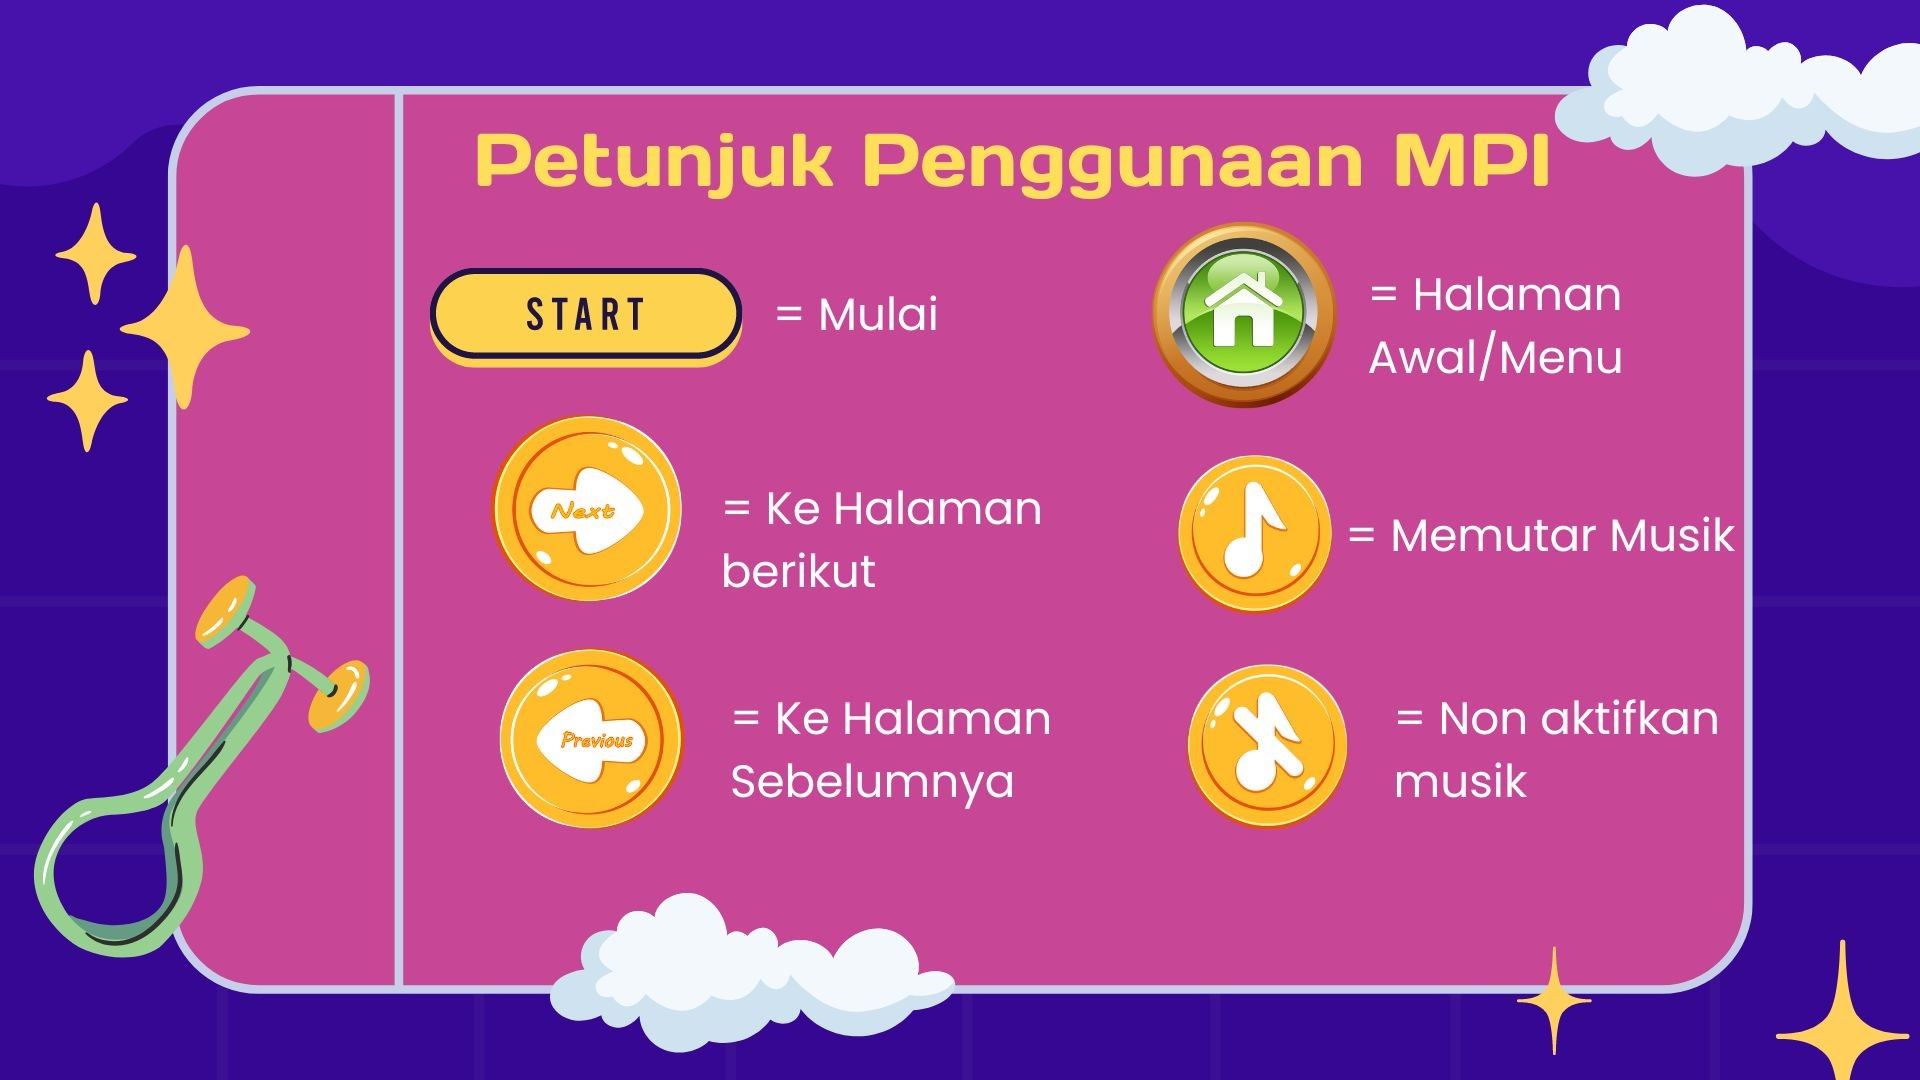 Petunjuk Penggunaan MPI
START
= Mulai
Next
= Ke Halaman
berikut
Previous
= Ke Halaman
Sebelumnya
= Halaman
Awal/Menu
= Memutar Musik
= Non aktifkan
musik